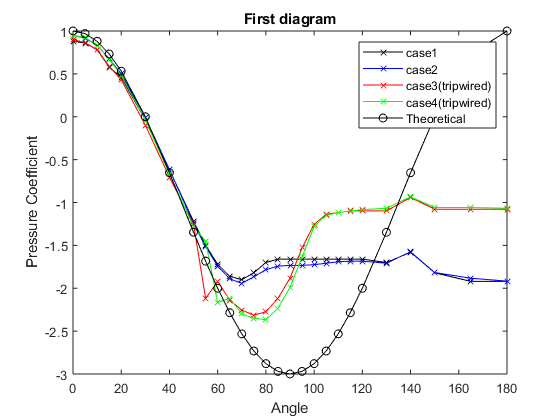 First diagram
Pressure Coefficient
1
0.5
0
-0.5
-1
-1.5
-2
-2.5
-3
case1
case2
case3(tripwired)
case4(tripwired)
Theoretical
0 20 40 60 80 100 120 140 160 180
Angle